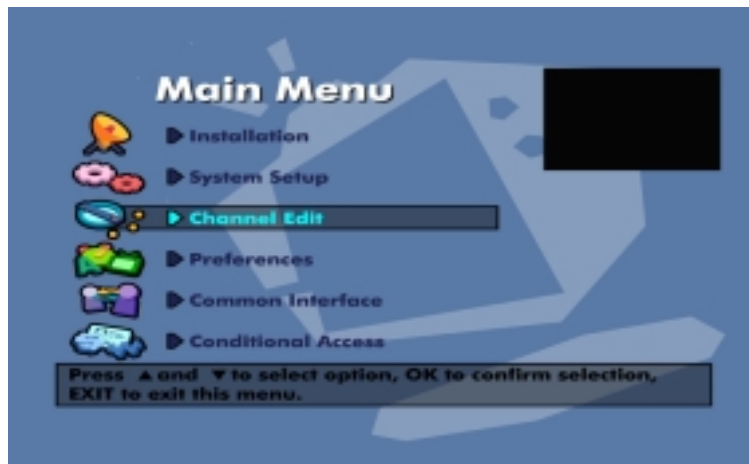 Main Menu
Installation
System Setup
Channel Edit
Preferences
Common Interface
Conditional Access
Press ▲ and ▼ to select option, OK to confirm selection,
EXIT to exit this menu.